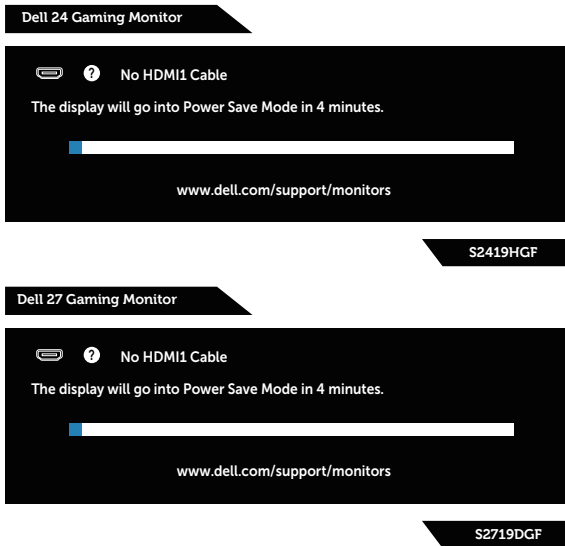 Dell 24 Gaming Monitor
? No HDMI1 Cable
The display will go into Power Save Mode in 4 minutes.
www.dell.com/support/monitors
S2419HGF
Dell 27 Gaming Monitor
? No HDMI1 Cable
The display will go into Power Save Mode in 4 minutes.
www.dell.com/support/monitors
S2719DGF